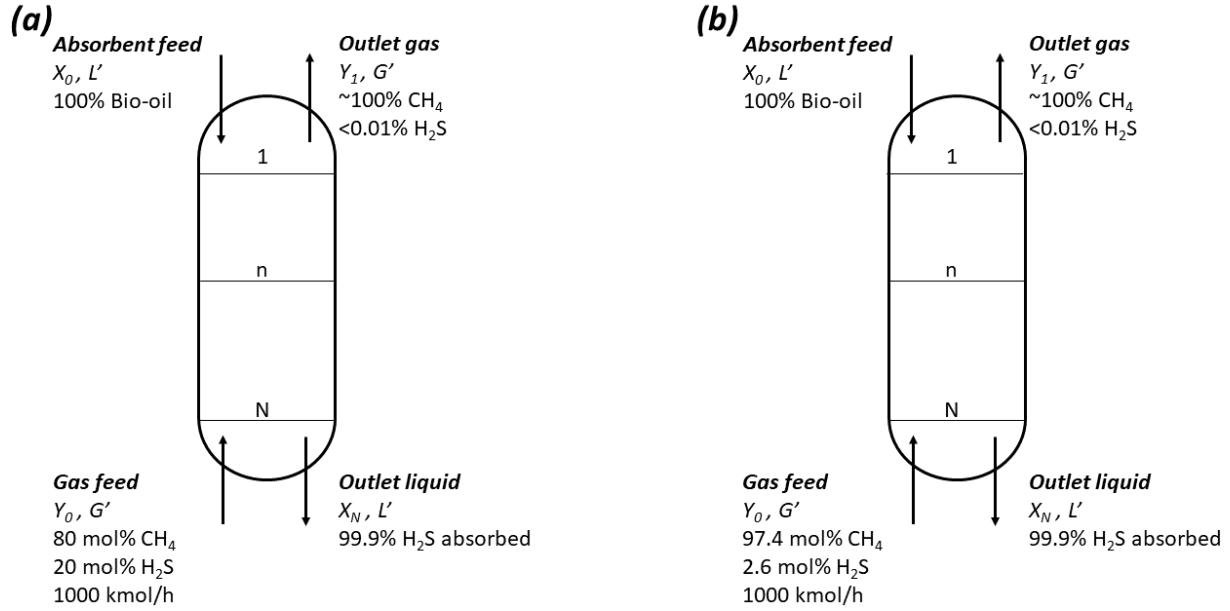 (a)
Absorbent feed
X₀ , L’
100% Bio-oil
Outlet gas
Y₁ , G’
~100% CH₄
<0.01% H₂S
1
n
N
Gas feed
Y₀ , G’
80 mol% CH₄
20 mol% H₂S
1000 kmol/h
Outlet liquid
X_N , L’
99.9% H₂S absorbed
(b)
Absorbent feed
X₀ , L’
100% Bio-oil
Outlet gas
Y₁ , G’
~100% CH₄
<0.01% H₂S
1
n
N
Gas feed
Y₀ , G’
97.4 mol% CH₄
2.6 mol% H₂S
1000 kmol/h
Outlet liquid
X_N , L’
99.9% H₂S absorbed